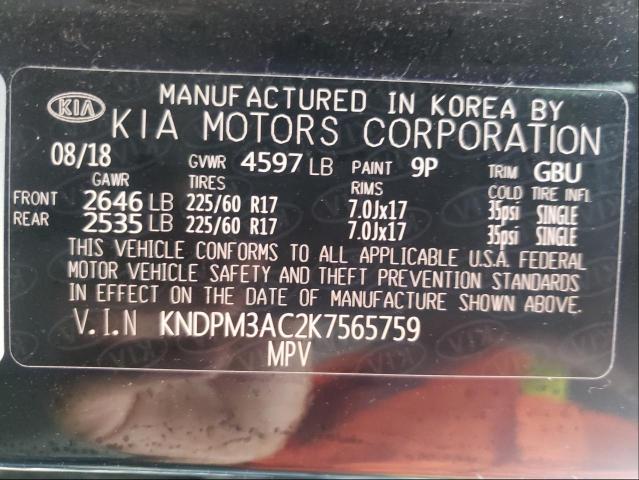 KIA MANUFACTURED IN KOREA BY
KIA MOTORS CORPORATION
08/18 GVWR 4597 LB PAINT 9P TRIM GBU
GAWR TIRES RIMS COLD TIRE INFL
FRONT 2646 LB 225/60 R17 7.0Jx17 35psi SINGLE
REAR 2535 LB 225/60 R17 7.0Jx17 35psi SINGLE
THIS VEHICLE CONFORMS TO ALL APPLICABLE U.S.A. FEDERAL
MOTOR VEHICLE SAFETY AND THEFT PREVENTION STANDARDS
IN EFFECT ON THE DATE OF MANUFACTURE SHOWN ABOVE.
V.I.N KNDPM3AC2K7565759
MPV